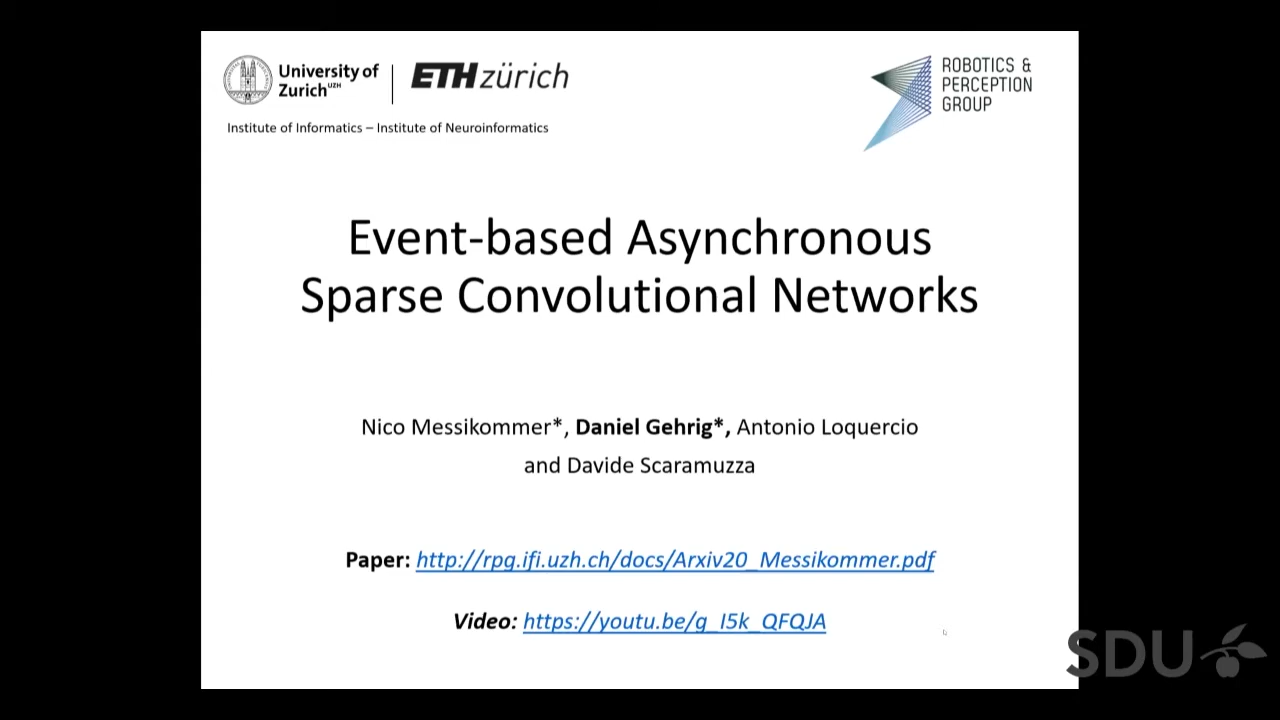 University of
Zurich UZH
ETH zürich
ROBOTICS &
PERCEPTION
GROUP
Institute of Informatics – Institute of Neuroinformatics
Event-based Asynchronous
Sparse Convolutional Networks
Nico Messikommer*, Daniel Gehrig*, Antonio Loquercio
and Davide Scaramuzza
Paper: http://rpg.ifi.uzh.ch/docs/Arxiv20_Messikommer.pdf
Video: https://youtu.be/g_I5k_QFQJA
SDU